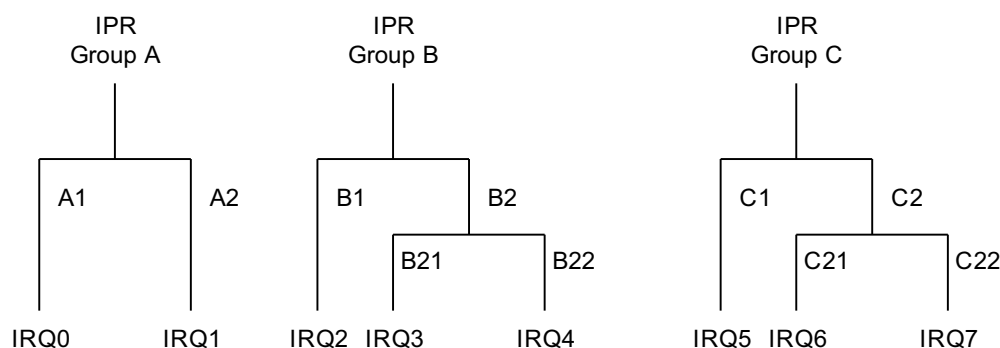 IPR IPR IPR
Group A Group B Group C
A1 A2 B1 B2 C1 C2
B21 B22 C21 C22
IRQ0 IRQ1 IRQ2 IRQ3 IRQ4 IRQ5 IRQ6 IRQ7